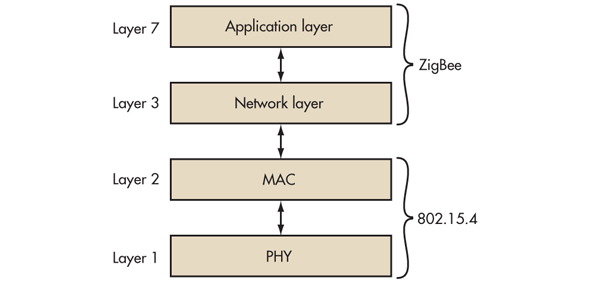 Layer 7 Application layer
ZigBee
Layer 3 Network layer
Layer 2 MAC
802.15.4
Layer 1 PHY